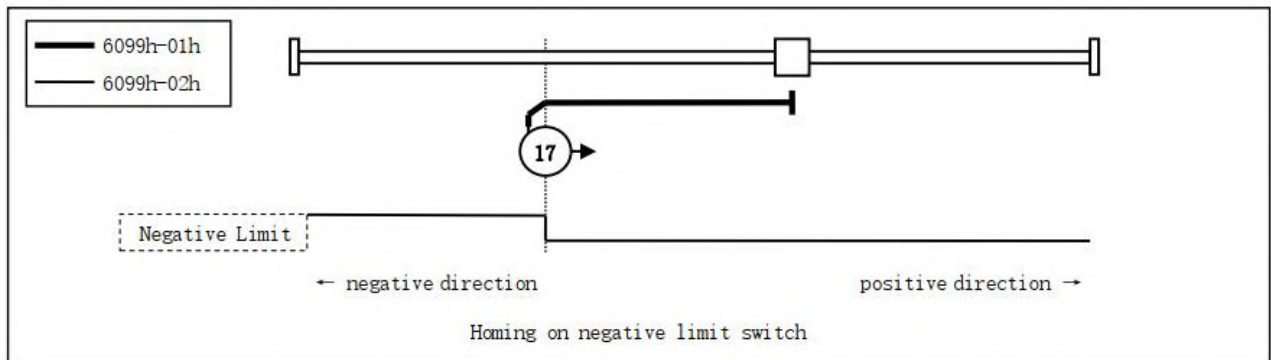 6099h-01h
6099h-02h
17
Negative Limit
← negative direction
positive direction →
Homing on negative limit switch